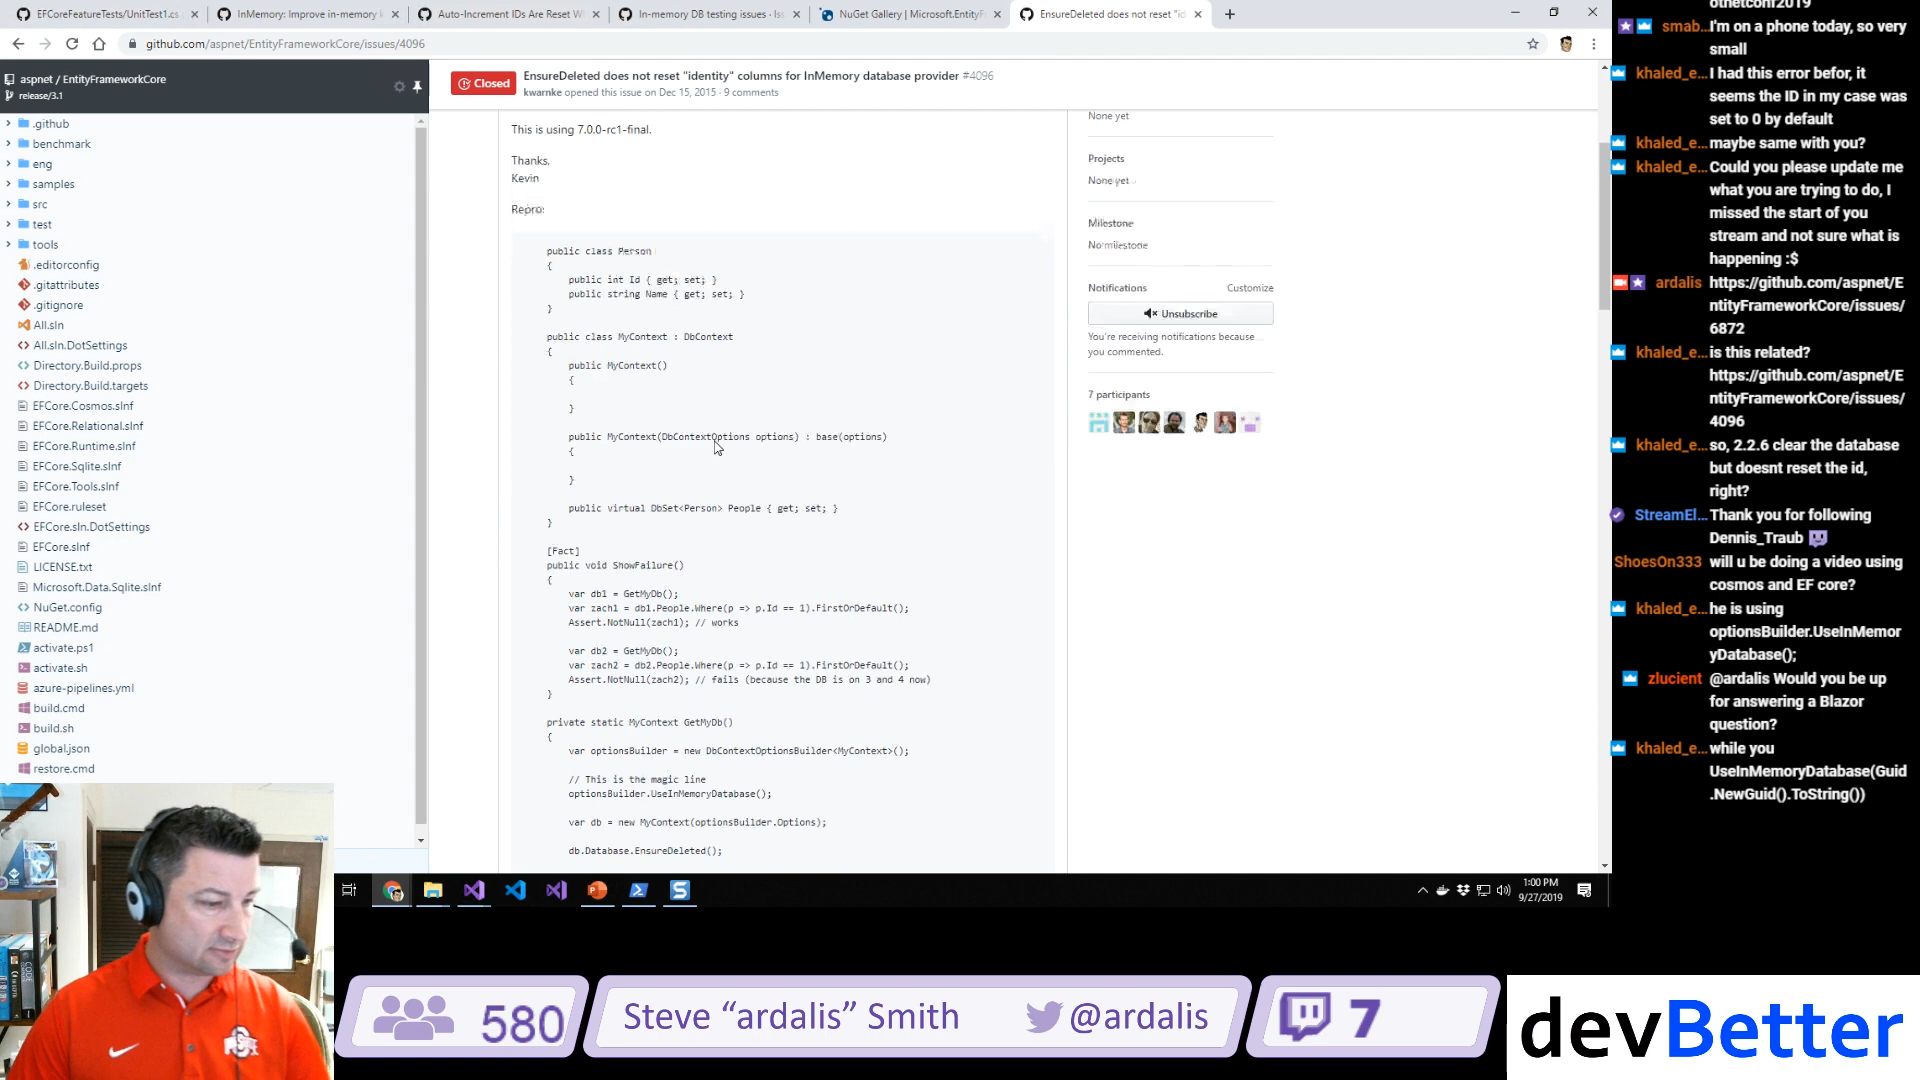 EFCoreFeatureTests/UnitTest1.cs
InMemory: Improve in-memory k
Auto-Increment IDs Are Reset W
In-memory DB testing issues · Iss
NuGet Gallery | Microsoft.EntityF
EnsureDeleted does not reset "id
github.com/aspnet/EntityFrameworkCore/issues/4096
aspnet / EntityFrameworkCore
release/3.1
.github
benchmark
eng
samples
src
test
tools
.editorconfig
.gitattributes
.gitignore
All.sln
All.sln.DotSettings
Directory.Build.props
Directory.Build.targets
EFCore.Cosmos.slnf
EFCore.Relational.slnf
EFCore.Runtime.slnf
EFCore.Sqlite.slnf
EFCore.Tools.slnf
EFCore.ruleset
EFCore.sln.DotSettings
EFCore.slnf
LICENSE.txt
Microsoft.Data.Sqlite.slnf
NuGet.config
README.md
activate.ps1
activate.sh
azure-pipelines.yml
build.cmd
build.sh
global.json
restore.cmd
Closed
EnsureDeleted does not reset "identity" columns for InMemory database provider #4096
kwarnke opened this issue on Dec 15, 2015 · 9 comments
This is using 7.0.0-rc1-final.
Thanks,
Kevin
Repro:
public class Person
{
public int Id { get; set; }
public string Name { get; set; }
}
public class MyContext : DbContext
{
public MyContext()
{
}
public MyContext(DbContextOptions options) : base(options)
{
}
public virtual DbSet<Person> People { get; set; }
}
[Fact]
public void ShowFailure()
{
var db1 = GetMyDb();
var zach1 = db1.People.Where(p => p.Id == 1).FirstOrDefault();
Assert.NotNull(zach1); // works
var db2 = GetMyDb();
var zach2 = db2.People.Where(p => p.Id == 1).FirstOrDefault();
Assert.NotNull(zach2); // fails (because the DB is on 3 and 4 now)
}
private static MyContext GetMyDb()
{
var optionsBuilder = new DbContextOptionsBuilder<MyContext>();
// This is the magic line
optionsBuilder.UseInMemoryDatabase();
var db = new MyContext(optionsBuilder.Options);
db.Database.EnsureDeleted();
None yet
Projects
None yet
Milestone
No milestone
Notifications
Customize
Unsubscribe
You're receiving notifications because
you commented.
7 participants
1:00 PM
9/27/2019
otnetconf2019
smab... I'm on a phone today, so very
small
khaled_e... I had this error befor, it
seems the ID in my case was
set to 0 by default
khaled_e... maybe same with you?
khaled_e... Could you please update me
what you are trying to do, I
missed the start of you
stream and not sure what is
happening :$
ardalis https://github.com/aspnet/E
ntityFrameworkCore/issues/
6872
khaled_e... is this related?
https://github.com/aspnet/E
ntityFrameworkCore/issues/
4096
khaled_e... so, 2.2.6 clear the database
but doesnt reset the id,
right?
StreamEl... Thank you for following
Dennis_Traub
ShoesOn333 will u be doing a video using
cosmos and EF core?
khaled_e... he is using
optionsBuilder.UseInMemor
yDatabase();
zlucient @ardalis Would you be up
for answering a Blazor
question?
khaled_e... while you
UseInMemoryDatabase(Guid
.NewGuid().ToString())
580
Steve "ardalis" Smith
@ardalis
7
devBetter